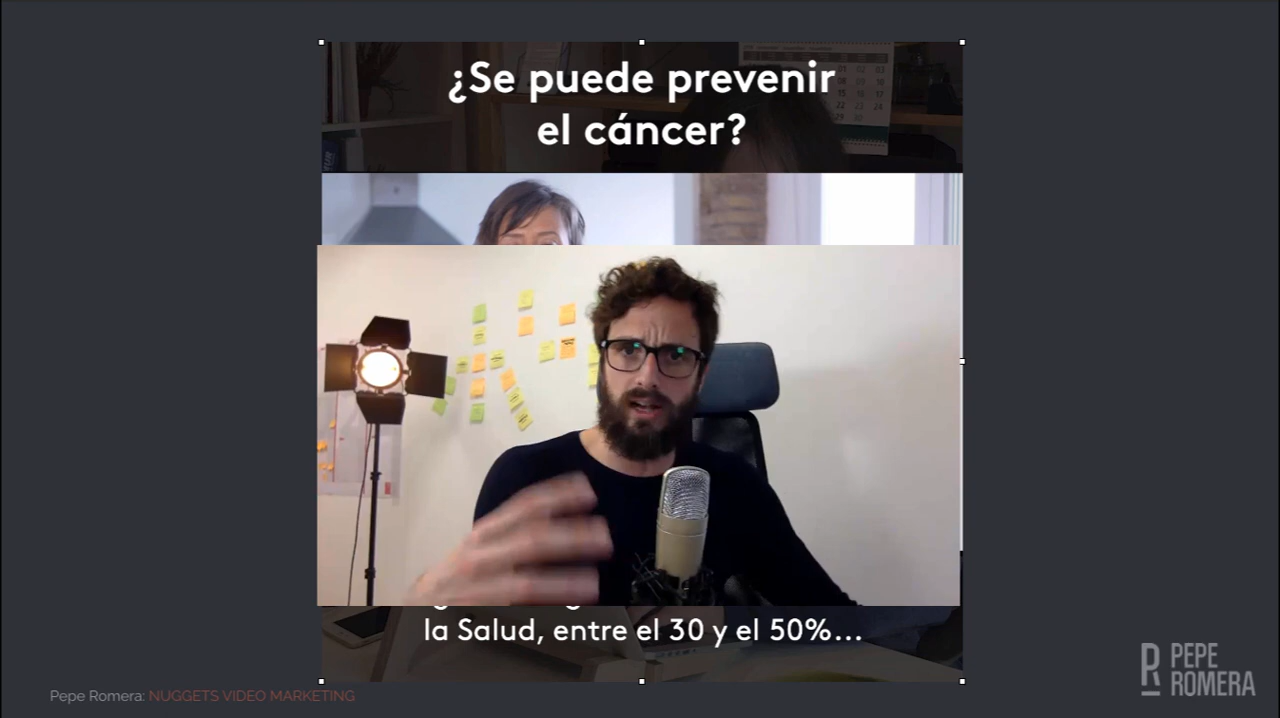 ¿Se puede prevenir
el cáncer?
la Salud, entre el 30 y el 50%...
Pepe Romera: NUGGETS VIDEO MARKETING
PEPE
ROMERA